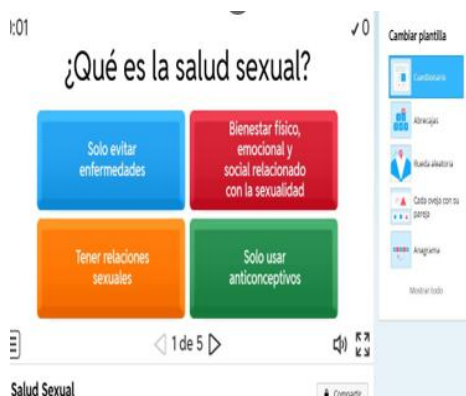 0:01
✓0
¿Qué es la salud sexual?
Solo evitar
enfermedades
Bienestar físico,
emocional y
social relacionado
con la sexualidad
Tener relaciones
sexuales
Solo usar
anticonceptivos
1 de 5
Salud Sexual
Compartir
Cambiar plantilla
Cuestionario
Abrecajas
Rueda aleatoria
Cada oveja con su
pareja
Anagrama
Mostrar todo